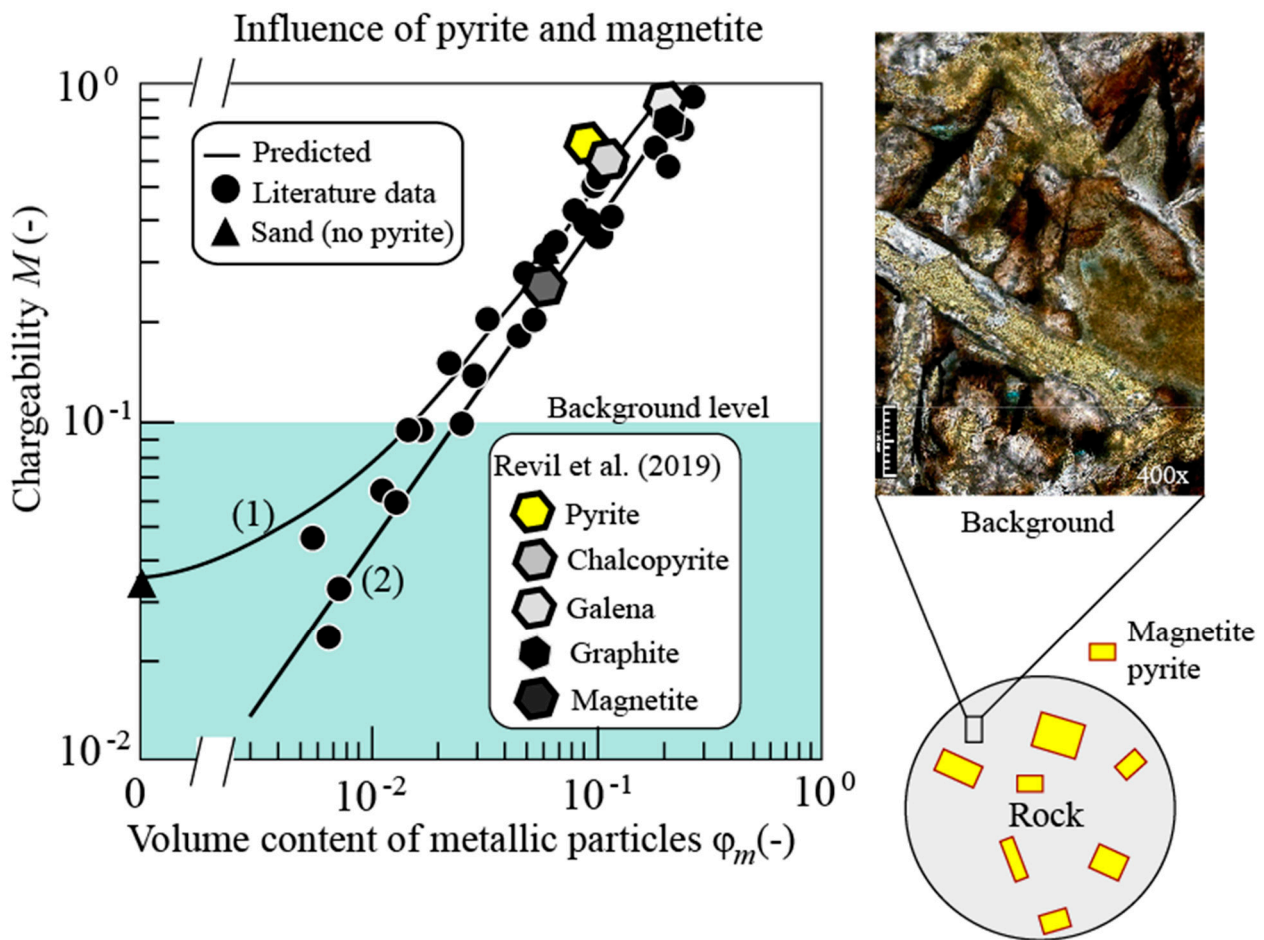 Influence of pyrite and magnetite
10⁰
Predicted
Literature data
Sand (no pyrite)
Chargeability M (-)
10⁻¹
Background level
(1)
(2)
Revil et al. (2019)
Pyrite
Chalcopyrite
Galena
Graphite
Magnetite
10⁻²
0
10⁻²
10⁻¹
10⁰
Volume content of metallic particles φₘ(-)
400x
Background
Magnetite
pyrite
Rock